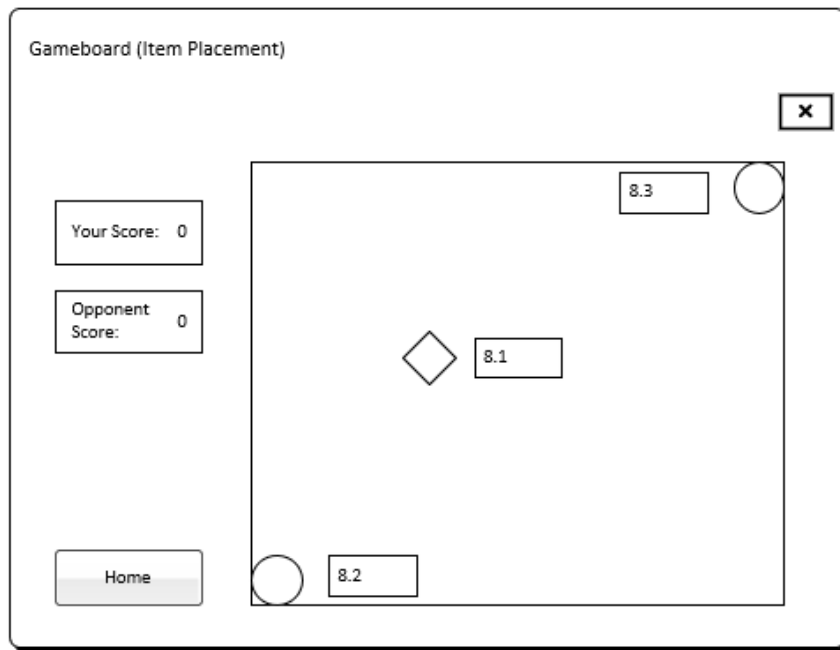 Gameboard (Item Placement)
8.3
Your Score: 0
Opponent
Score: 0
8.1
Home
8.2